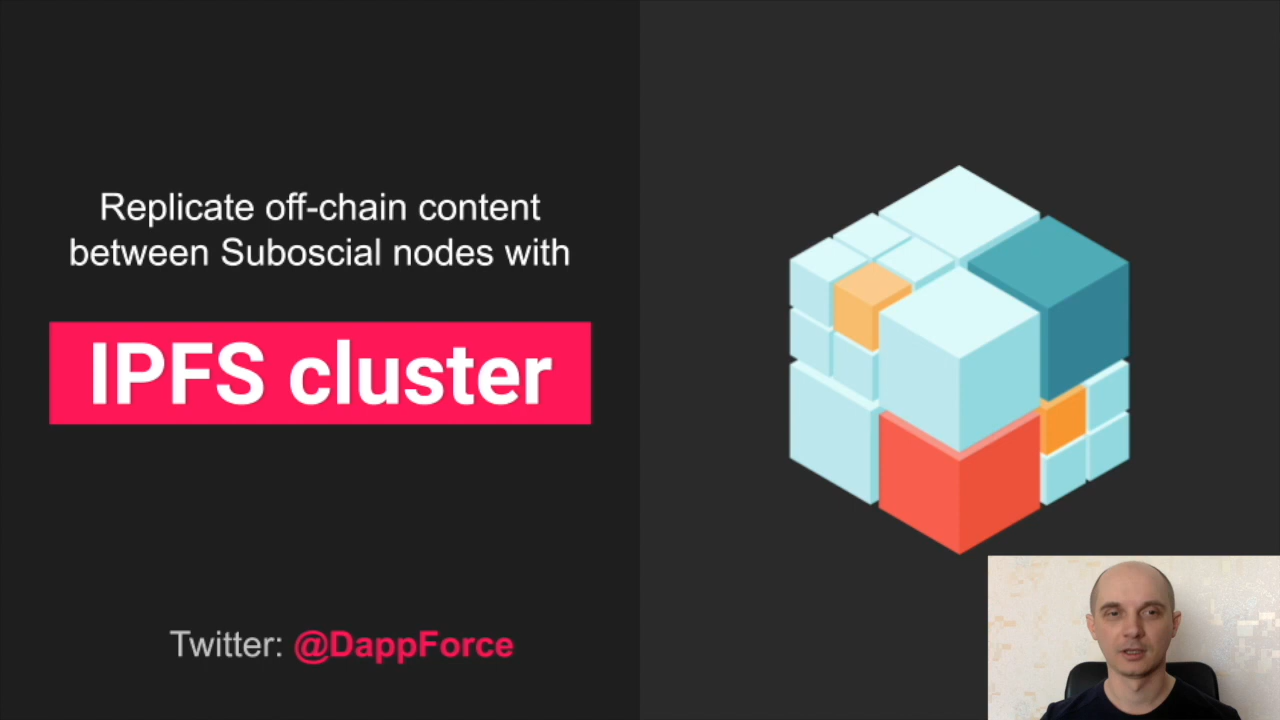 Replicate off-chain content
between Suboscial nodes with
IPFS cluster
Twitter: @DappForce